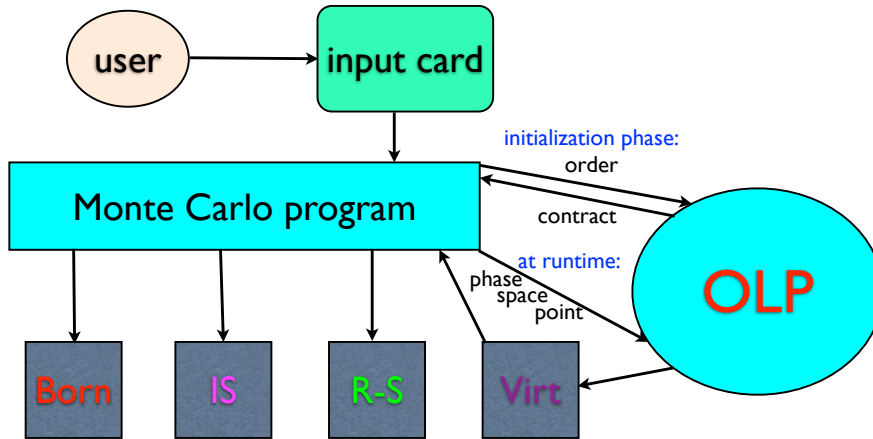 user
input card
initialization phase:
order
Monte Carlo program
contract
at runtime:
phase
space
point
OLP
Born
IS
R-S
Virt